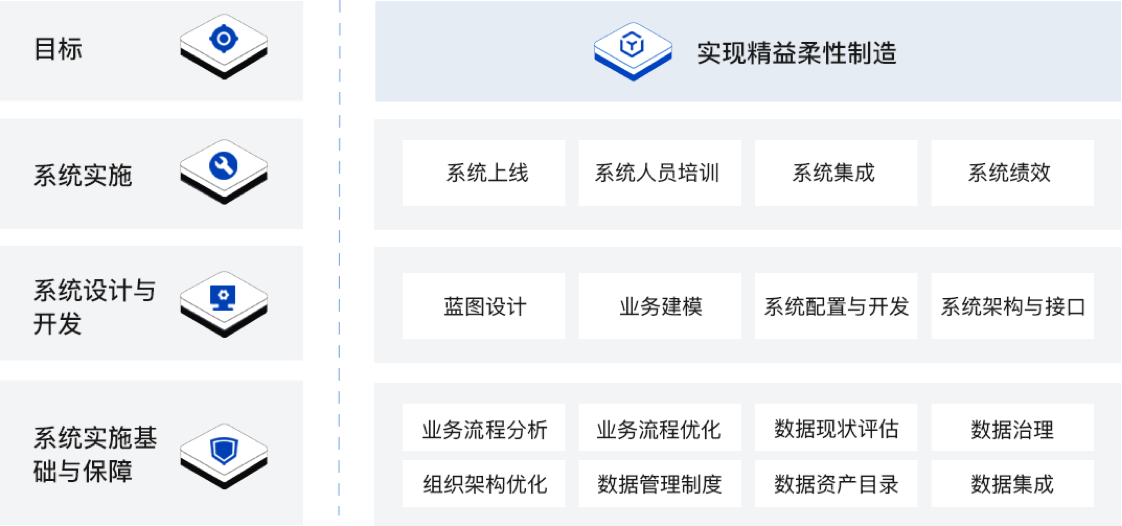 目标
实现精益柔性制造
系统实施
系统上线
系统人员培训
系统集成
系统绩效
系统设计与
开发
蓝图设计
业务建模
系统配置与开发
系统架构与接口
系统实施基
础与保障
业务流程分析
业务流程优化
数据现状评估
数据治理
组织架构优化
数据管理制度
数据资产目录
数据集成